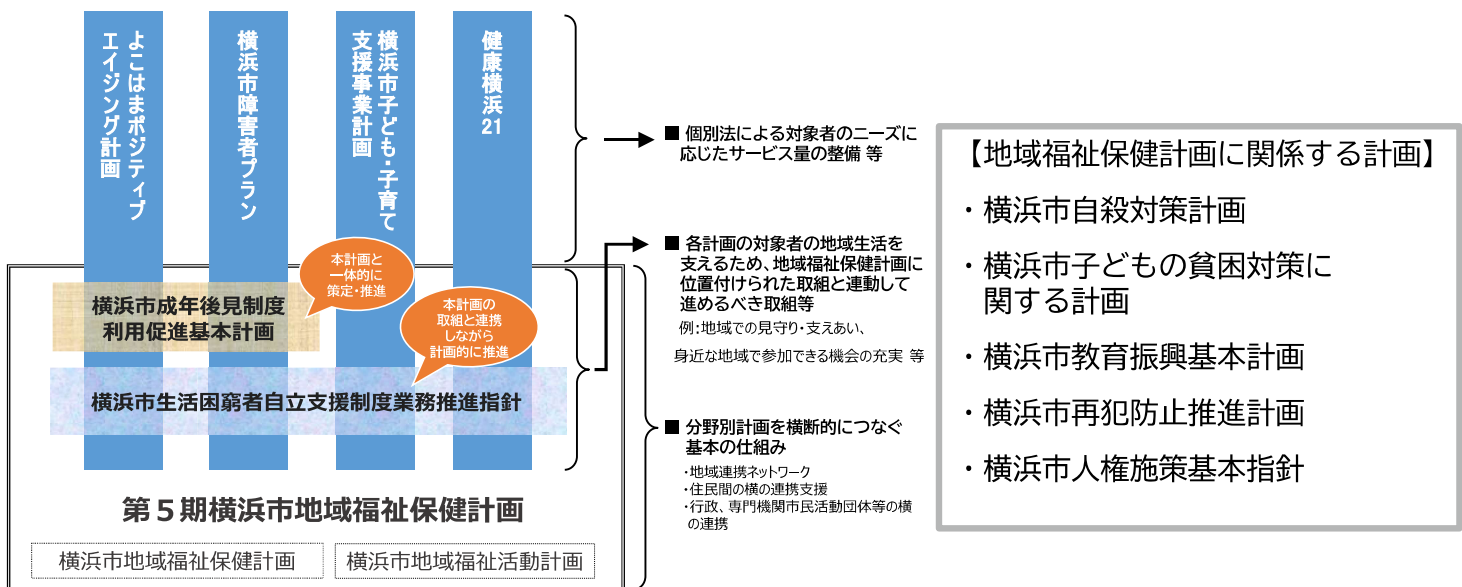 よこはまポジティブ
エイジング計画
横浜市障害者プラン
横浜市子ども・子育て
支援事業計画
健康横浜21
本計画と
一体的に
策定・推進
横浜市成年後見制度
利用促進基本計画
本計画の
取組と連携
しながら
計画的に推進
横浜市生活困窮者自立支援制度業務推進指針
第５期横浜市地域福祉保健計画
横浜市地域福祉保健計画
横浜市地域福祉活動計画
■ 個別法による対象者のニーズに
応じたサービス量の整備 等
■ 各計画の対象者の地域生活を
支えるため、地域福祉保健計画に
位置付けられた取組と連動して
進めるべき取組等
例:地域での見守り・支えあい、
身近な地域で参加できる機会の充実 等
■ 分野別計画を横断的につなぐ
基本の仕組み
・地域連携ネットワーク
・住民間の横の連携支援
・行政、専門機関市民活動団体等の横
の連携
【地域福祉保健計画に関係する計画】
・横浜市自殺対策計画
・横浜市子どもの貧困対策に
関する計画
・横浜市教育振興基本計画
・横浜市再犯防止推進計画
・横浜市人権施策基本指針